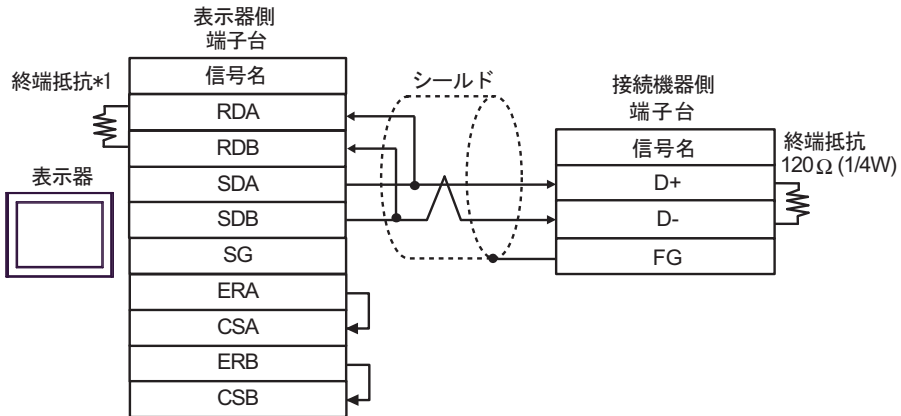 表示器側
端子台
終端抵抗*1
信号名
RDA
RDB
SDA
SDB
SG
ERA
CSA
ERB
CSB
表示器
シールド
接続機器側
端子台
信号名
D+
D-
FG
終端抵抗
120Ω (1/4W)